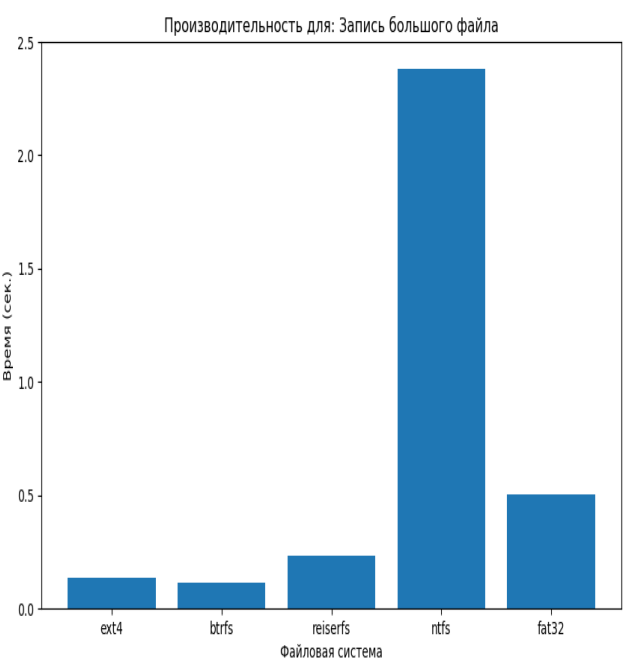 Производительность для: Запись большого файла
2.5
2.0
1.5
1.0
0.5
0.0
Время (сек.)
ext4 btrfs reiserfs ntfs fat32
Файловая система